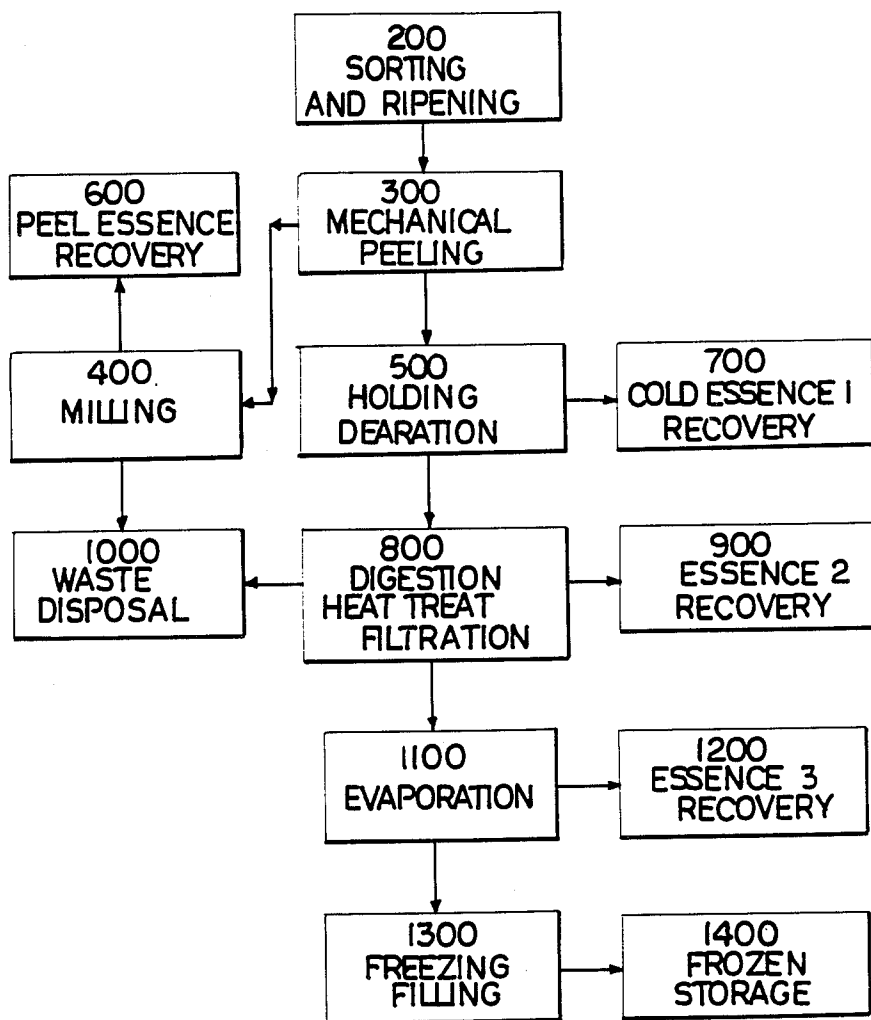 200
SORTING
AND RIPENING
600
PEEL ESSENCE
RECOVERY
300
MECHANICAL
PEELING
400
MILLING
500
HOLDING
DEARATION
700
COLD ESSENCE 1
RECOVERY
1000
WASTE
DISPOSAL
800
DIGESTION
HEAT TREAT
FILTRATION
900
ESSENCE 2
RECOVERY
1100
EVAPORATION
1200
ESSENCE 3
RECOVERY
1300
FREEZING
FILLING
1400
FROZEN
STORAGE